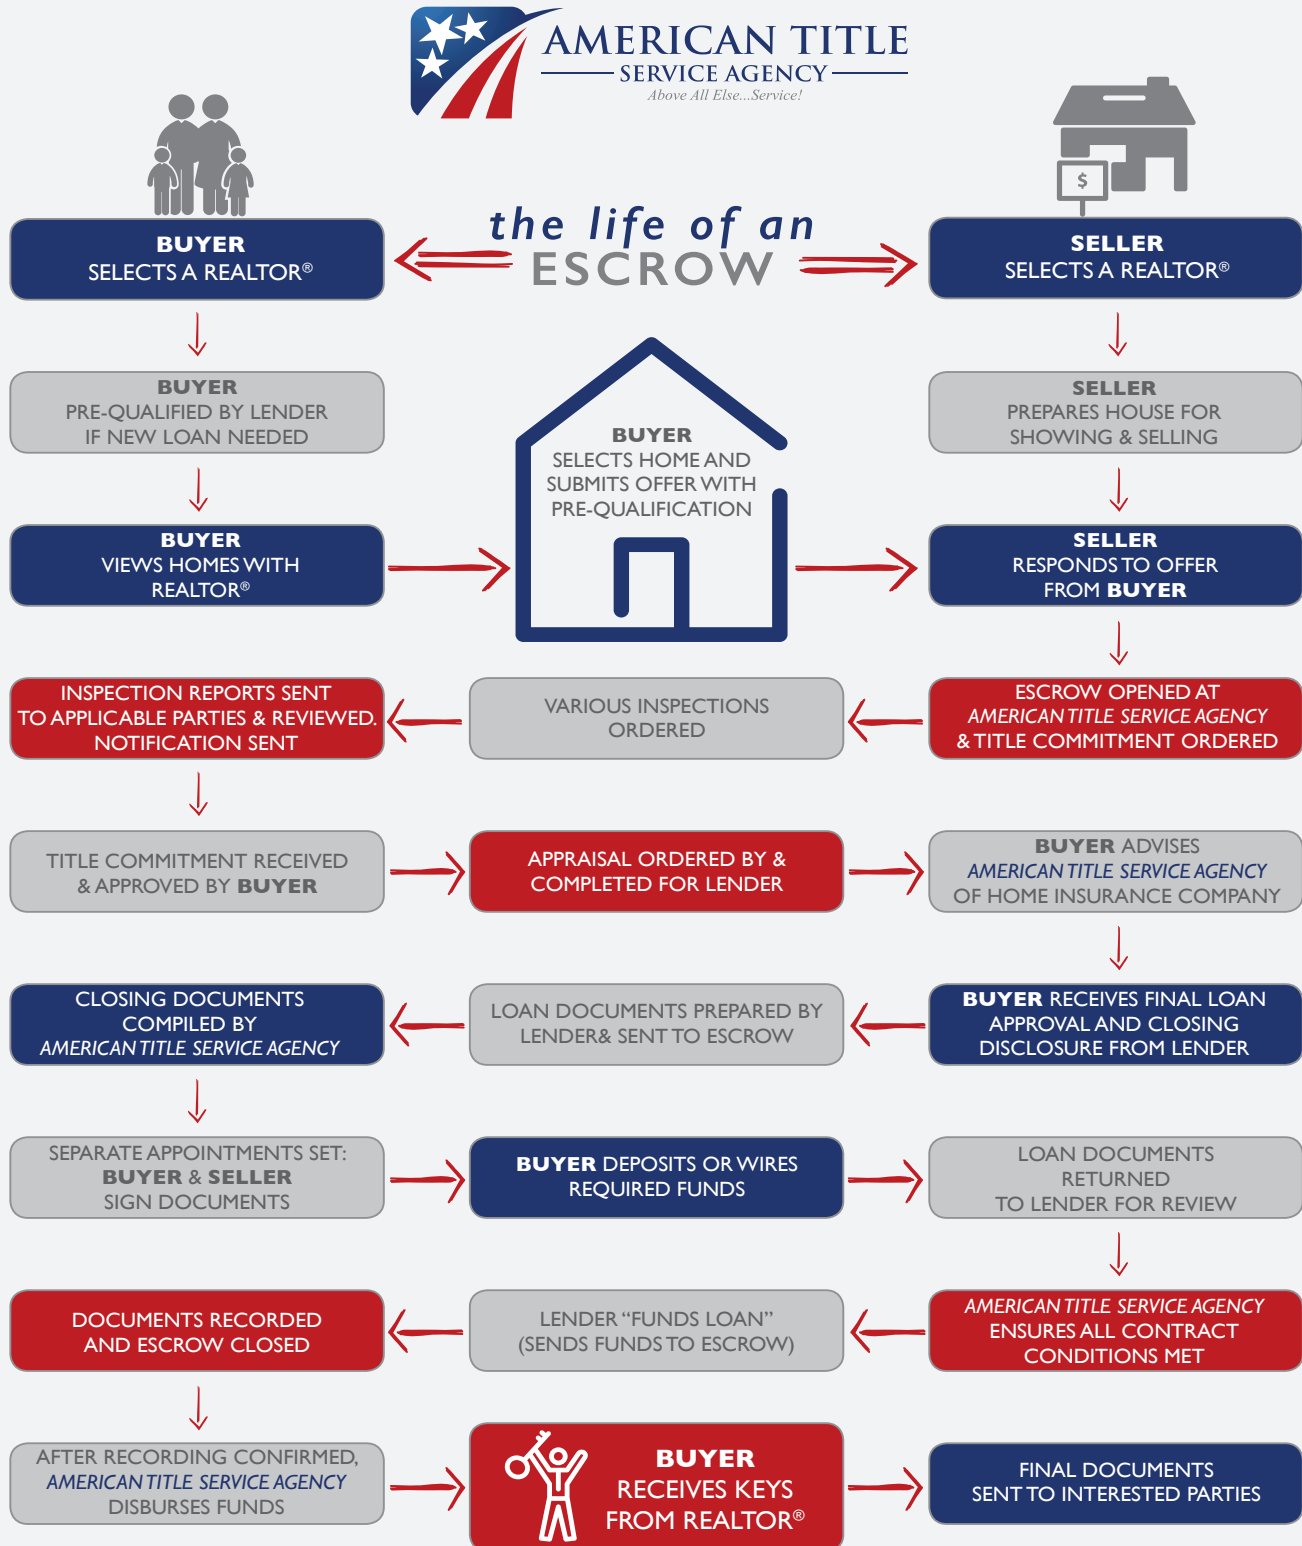 AMERICAN TITLE
SERVICE AGENCY
Above All Else...Service!
the life of an
ESCROW
BUYER
SELECTS A REALTOR®
SELLER
SELECTS A REALTOR®
$
BUYER
PRE-QUALIFIED BY LENDER
IF NEW LOAN NEEDED
SELLER
PREPARES HOUSE FOR
SHOWING & SELLING
BUYER
VIEWS HOMES WITH
REALTOR®
BUYER
SELECTS HOME AND
SUBMITS OFFER WITH
PRE-QUALIFICATION
SELLER
RESPONDS TO OFFER
FROM BUYER
ESCROW OPENED AT
AMERICAN TITLE SERVICE AGENCY
& TITLE COMMITMENT ORDERED
VARIOUS INSPECTIONS
ORDERED
INSPECTION REPORTS SENT
TO APPLICABLE PARTIES & REVIEWED.
NOTIFICATION SENT
TITLE COMMITMENT RECEIVED
& APPROVED BY BUYER
APPRAISAL ORDERED BY &
COMPLETED FOR LENDER
BUYER ADVISES
AMERICAN TITLE SERVICE AGENCY
OF HOME INSURANCE COMPANY
BUYER RECEIVES FINAL LOAN
APPROVAL AND CLOSING
DISCLOSURE FROM LENDER
LOAN DOCUMENTS PREPARED BY
LENDER& SENT TO ESCROW
CLOSING DOCUMENTS
COMPILED BY
AMERICAN TITLE SERVICE AGENCY
SEPARATE APPOINTMENTS SET:
BUYER & SELLER
SIGN DOCUMENTS
BUYER DEPOSITS OR WIRES
REQUIRED FUNDS
LOAN DOCUMENTS
RETURNED
TO LENDER FOR REVIEW
AMERICAN TITLE SERVICE AGENCY
ENSURES ALL CONTRACT
CONDITIONS MET
LENDER “FUNDS LOAN”
(SENDS FUNDS TO ESCROW)
DOCUMENTS RECORDED
AND ESCROW CLOSED
AFTER RECORDING CONFIRMED,
AMERICAN TITLE SERVICE AGENCY
DISBURSES FUNDS
BUYER
RECEIVES KEYS
FROM REALTOR®
FINAL DOCUMENTS
SENT TO INTERESTED PARTIES